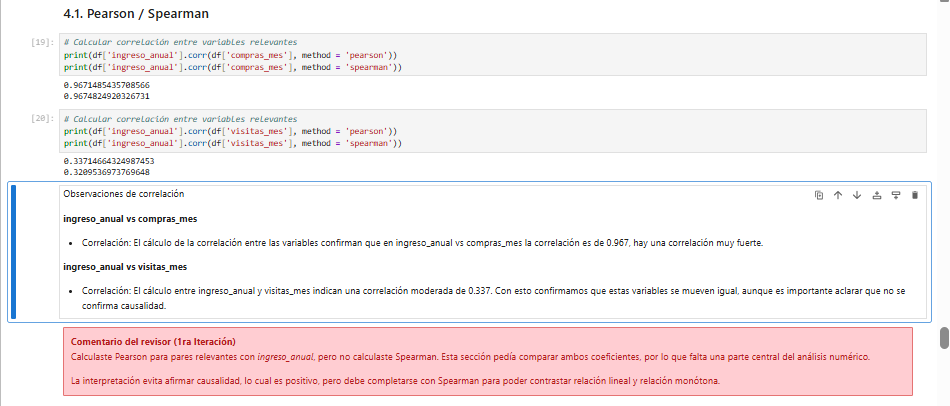 4.1. Pearson / Spearman
[19]:
# Calcular correlación entre variables relevantes
print(df['ingreso_anual'].corr(df['compras_mes'], method = 'pearson'))
print(df['ingreso_anual'].corr(df['compras_mes'], method = 'spearman'))
0.9671485435708566
0.9674824920326731
[20]:
# Calcular correlación entre variables relevantes
print(df['ingreso_anual'].corr(df['visitas_mes'], method = 'pearson'))
print(df['ingreso_anual'].corr(df['visitas_mes'], method = 'spearman'))
0.33714664324987453
0.3209536973769648
Observaciones de correlación
ingreso_anual vs compras_mes
• Correlación: El cálculo de la correlación entre las variables confirman que en ingreso_anual vs compras_mes la correlación es de 0.967, hay una correlación muy fuerte.
ingreso_anual vs visitas_mes
• Correlación: El cálculo entre ingreso_anual y visitas_mes indican una correlación moderada de 0.337. Con esto confirmamos que estas variables se mueven igual, aunque es importante aclarar que no se
confirma causalidad.
Comentario del revisor (1ra Iteración)
Calculaste Pearson para pares relevantes con ingreso_anual, pero no calculaste Spearman. Esta sección pedía comparar ambos coeficientes, por lo que falta una parte central del análisis numérico.
La interpretación evita afirmar causalidad, lo cual es positivo, pero debe completarse con Spearman para poder contrastar relación lineal y relación monótona.